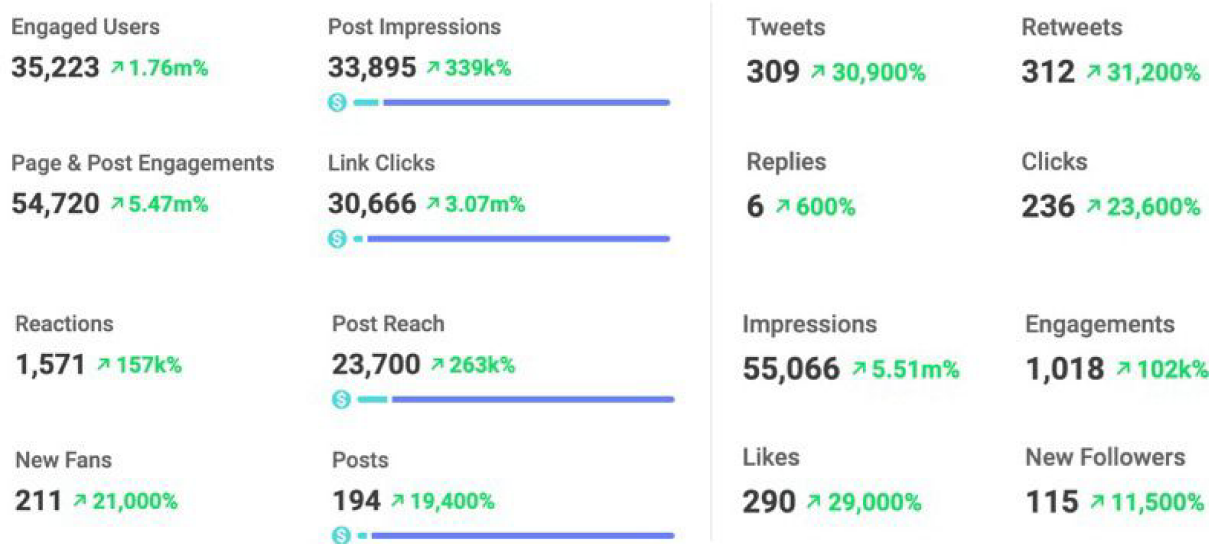 Engaged Users
35,223 ↗ 1.76m%
Post Impressions
33,895 ↗ 339k%
$
Page & Post Engagements
54,720 ↗ 5.47m%
Link Clicks
30,666 ↗ 3.07m%
$
Reactions
1,571 ↗ 157k%
Post Reach
23,700 ↗ 263k%
$
New Fans
211 ↗ 21,000%
Posts
194 ↗ 19,400%
$
Tweets
309 ↗ 30,900%
Retweets
312 ↗ 31,200%
Replies
6 ↗ 600%
Clicks
236 ↗ 23,600%
Impressions
55,066 ↗ 5.51m%
Engagements
1,018 ↗ 102k%
Likes
290 ↗ 29,000%
New Followers
115 ↗ 11,500%